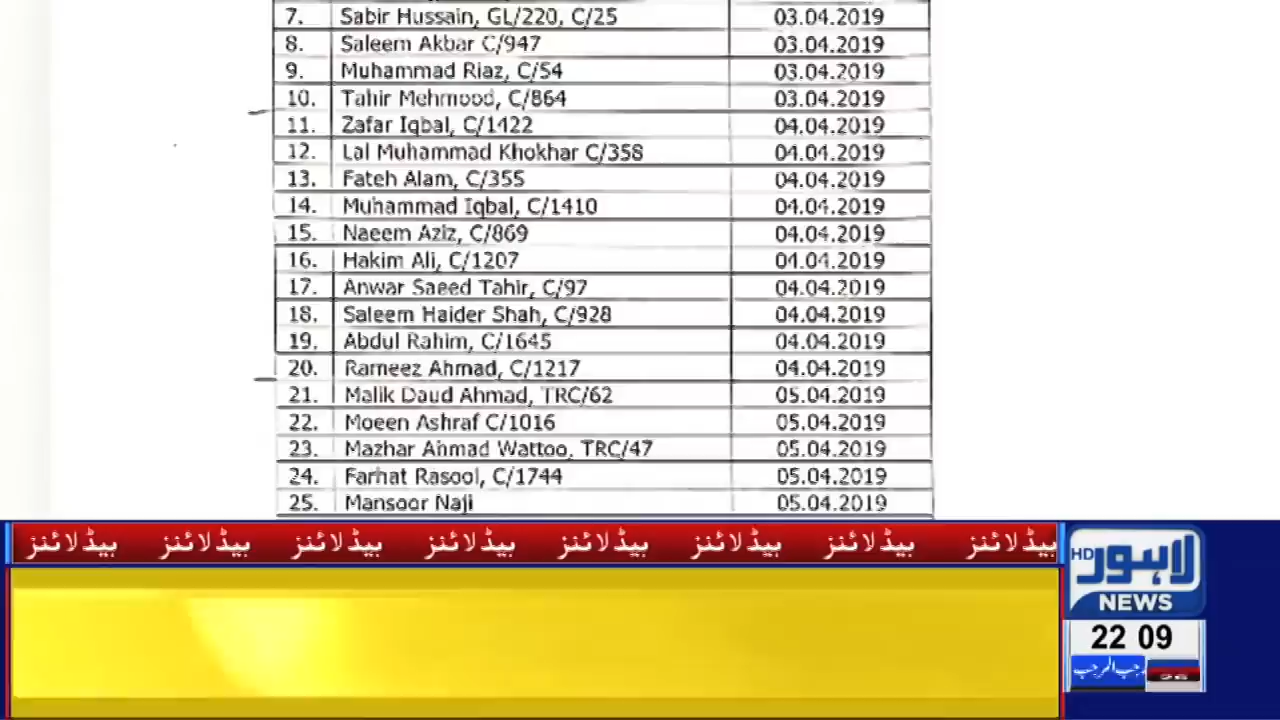 7. Sabir Hussain, GL/220, C/25 03.04.2019
8. Saleem Akbar C/947 03.04.2019
9. Muhammad Riaz, C/54 03.04.2019
10. Tahir Mehmood, C/864 03.04.2019
11. Zafar Iqbal, C/1422 04.04.2019
12. Lal Muhammad Khokhar C/358 04.04.2019
13. Fateh Alam, C/355 04.04.2019
14. Muhammad Iqbal, C/1410 04.04.2019
15. Naeem Aziz, C/869 04.04.2019
16. Hakim Ali, C/1207 04.04.2019
17. Anwar Saeed Tahir, C/97 04.04.2019
18. Saleem Haider Shah, C/928 04.04.2019
19. Abdul Rahim, C/1645 04.04.2019
20. Rameez Ahmad, C/1217 04.04.2019
21. Malik Daud Ahmad, TRC/62 05.04.2019
22. Moeen Ashraf C/1016 05.04.2019
23. Mazhar Ahmad Wattoo, TRC/47 05.04.2019
24. Farhat Rasool, C/1744 05.04.2019
25. Mansoor Naji 05.04.2019
ہیڈلائنز ہیڈلائنز ہیڈلائنز ہیڈلائنز ہیڈلائنز ہیڈلائنز ہیڈلائنز ہیڈلائنز
HD لاہور
NEWS
22 09
رجب المرجب